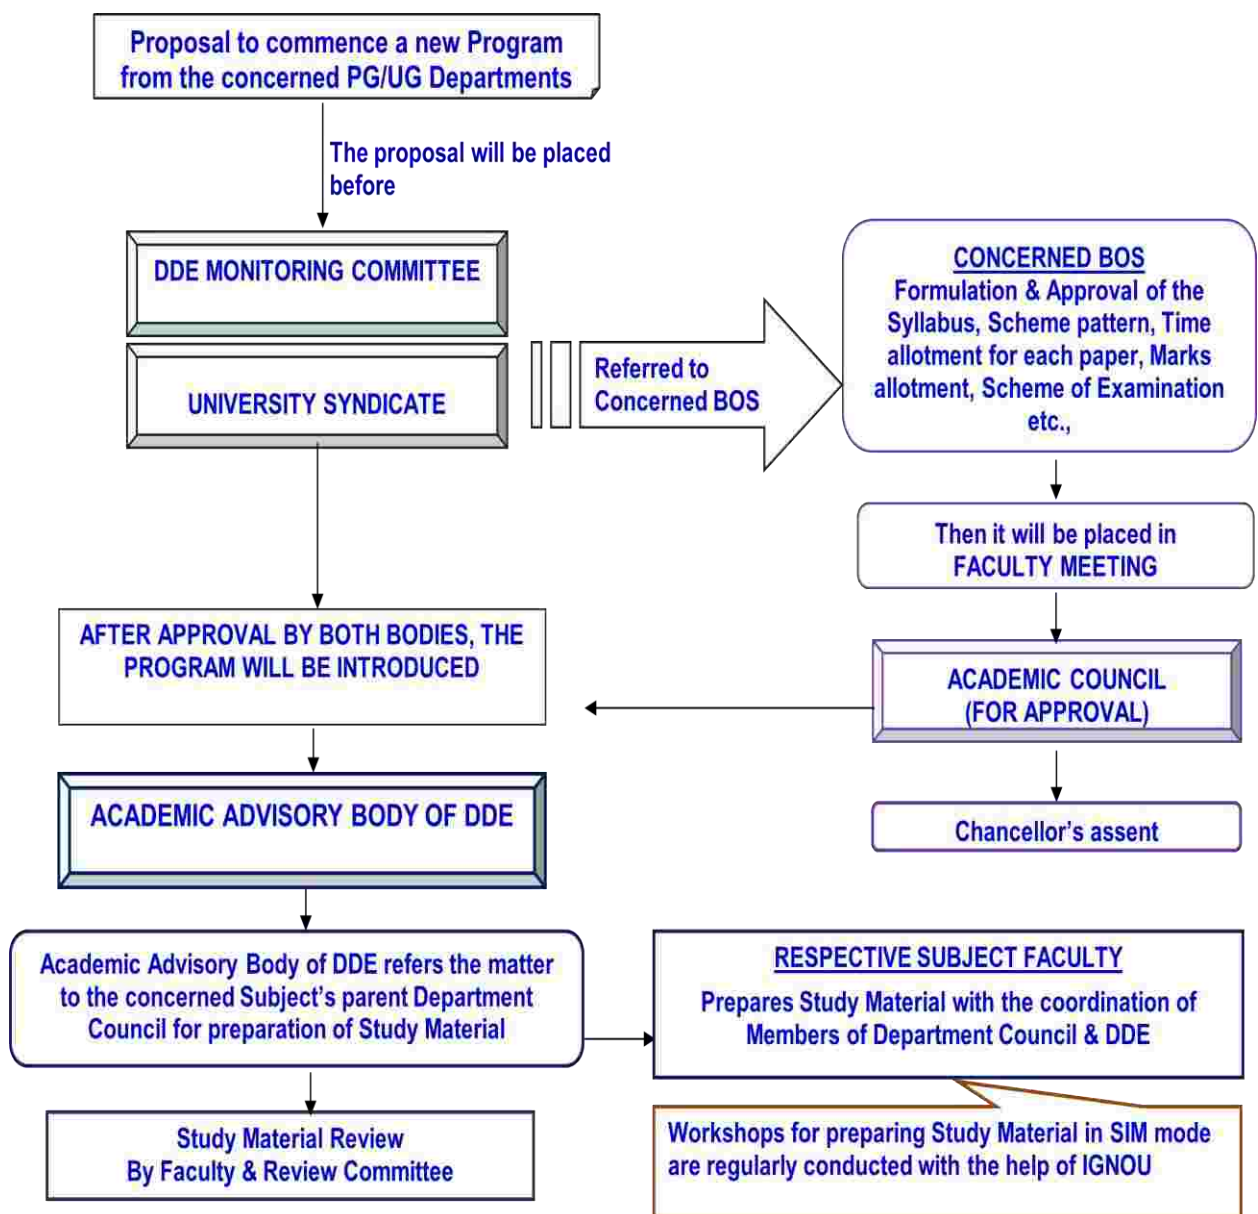 Proposal to commence a new Program
from the concerned PG/UG Departments
The proposal will be placed
before
DDE MONITORING COMMITTEE
UNIVERSITY SYNDICATE
Referred to
Concerned BOS
CONCERNED BOS
Formulation & Approval of the
Syllabus, Scheme pattern, Time
allotment for each paper, Marks
allotment, Scheme of Examination
etc.,
Then it will be placed in
FACULTY MEETING
ACADEMIC COUNCIL
(FOR APPROVAL)
Chancellor's assent
AFTER APPROVAL BY BOTH BODIES, THE
PROGRAM WILL BE INTRODUCED
ACADEMIC ADVISORY BODY OF DDE
Academic Advisory Body of DDE refers the matter
to the concerned Subject's parent Department
Council for preparation of Study Material
RESPECTIVE SUBJECT FACULTY
Prepares Study Material with the coordination of
Members of Department Council & DDE
Workshops for preparing Study Material in SIM mode
are regularly conducted with the help of IGNOU
Study Material Review
By Faculty & Review Committee